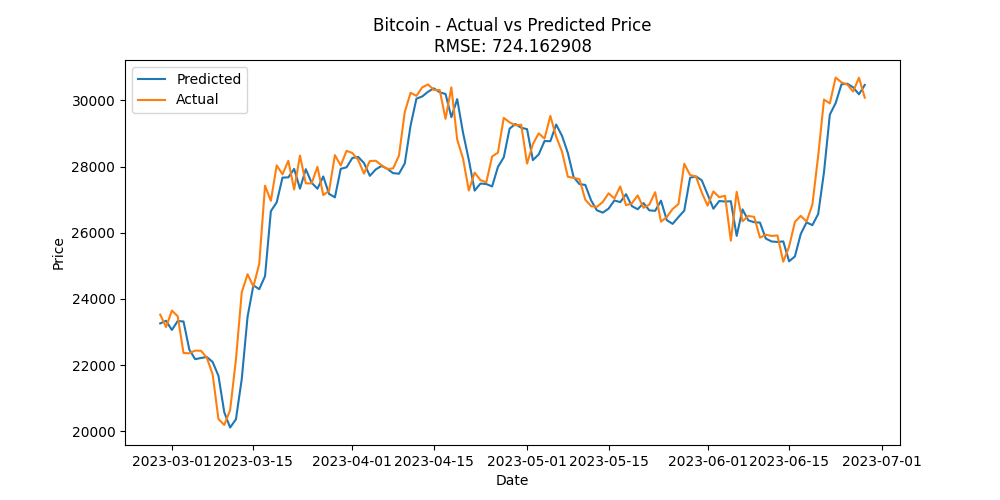 Bitcoin - Actual vs Predicted Price
RMSE: 724.162908
Predicted
Actual
Price
30000
28000
26000
24000
22000
20000
2023-03-01
2023-03-15
2023-04-01
2023-04-15
2023-05-01
2023-05-15
2023-06-01
2023-06-15
2023-07-01
Date